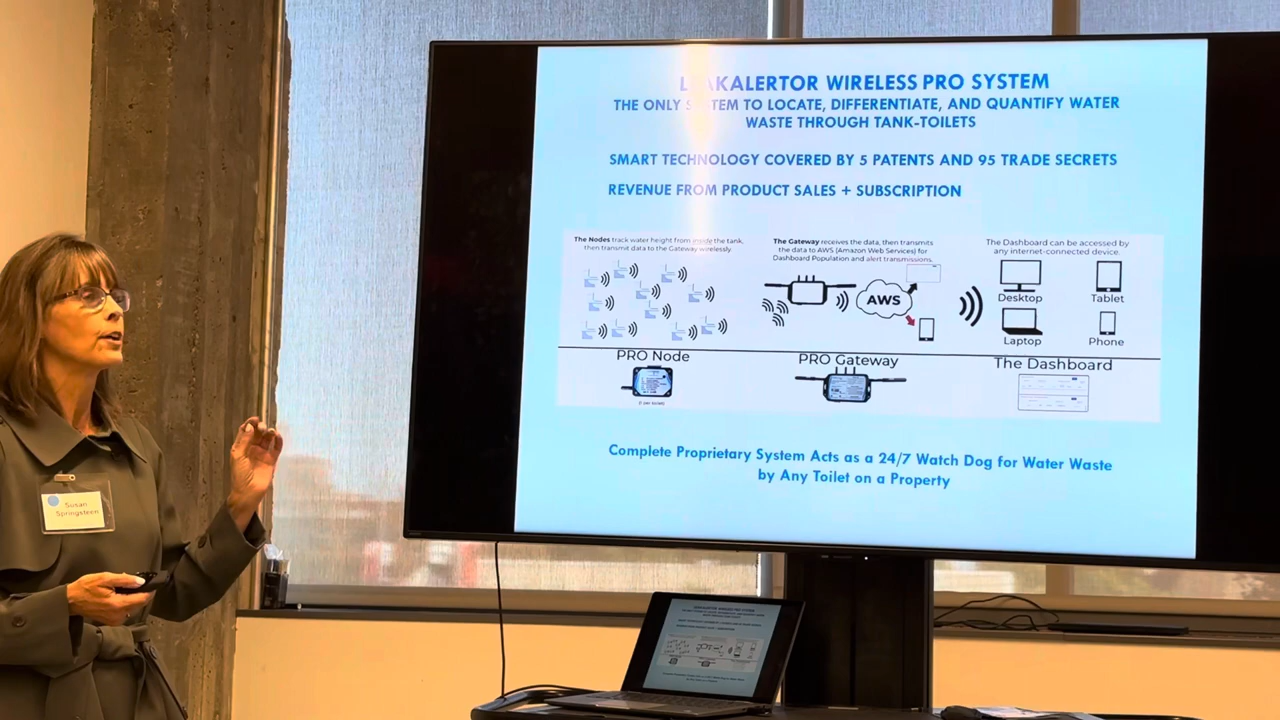 LEAKALERTOR WIRELESS PRO SYSTEM
THE ONLY SYSTEM TO LOCATE, DIFFERENTIATE, AND QUANTIFY WATER
WASTE THROUGH TANK-TOILETS
SMART TECHNOLOGY COVERED BY 5 PATENTS AND 95 TRADE SECRETS
REVENUE FROM PRODUCT SALES + SUBSCRIPTION
The Nodes track water height from inside the tank,
then transmit data to the Gateway wirelessly.
The Gateway receives the data, then transmits
the data to AWS (Amazon Web Services) for
Dashboard Population and alert transmissions.
The Dashboard can be accessed by
any internet-connected device.
AWS
Desktop
Tablet
Laptop
Phone
PRO Node
PRO Gateway
The Dashboard
(1 per toilet)
Complete Proprietary System Acts as a 24/7 Watch Dog for Water Waste
by Any Toilet on a Property
Susan
Springsteen